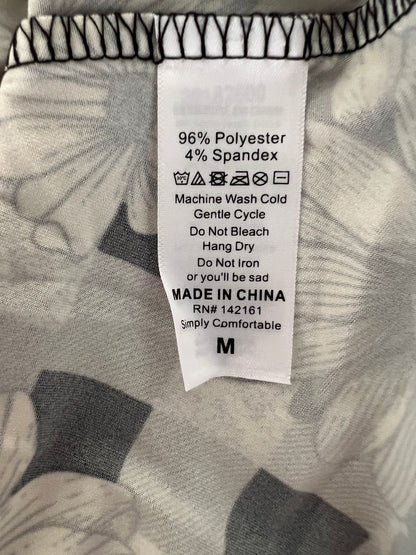 96% Polyester
4% Spandex
Machine Wash Cold
Gentle Cycle
Do Not Bleach
Hang Dry
Do Not Iron
or you'll be sad
MADE IN CHINA
RN# 142161
Simply Comfortable
M